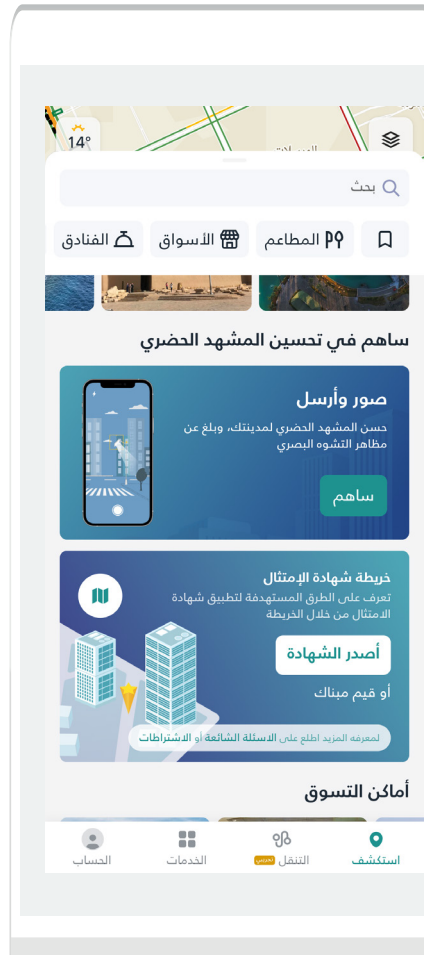 14°
بحث
المطاعم
الأسواق
الفنادق
ساهم في تحسين المشهد الحضري
صور وأرسل
حسن المشهد الحضري لمدينتك، وبلغ عن
مظاهر التشوه البصري
ساهم
خريطة شهادة الإمتثال
تعرف على الطرق المستهدفة لتطبيق شهادة
الامتثال من خلال الخريطة
أصدر الشهادة
أو قيم مبناك
لمعرفه المزيد اطلع على الاسئلة الشائعة أو الاشتراطات
أماكن التسوق
استكشف
التنقل تجريبي
الخدمات
الحساب